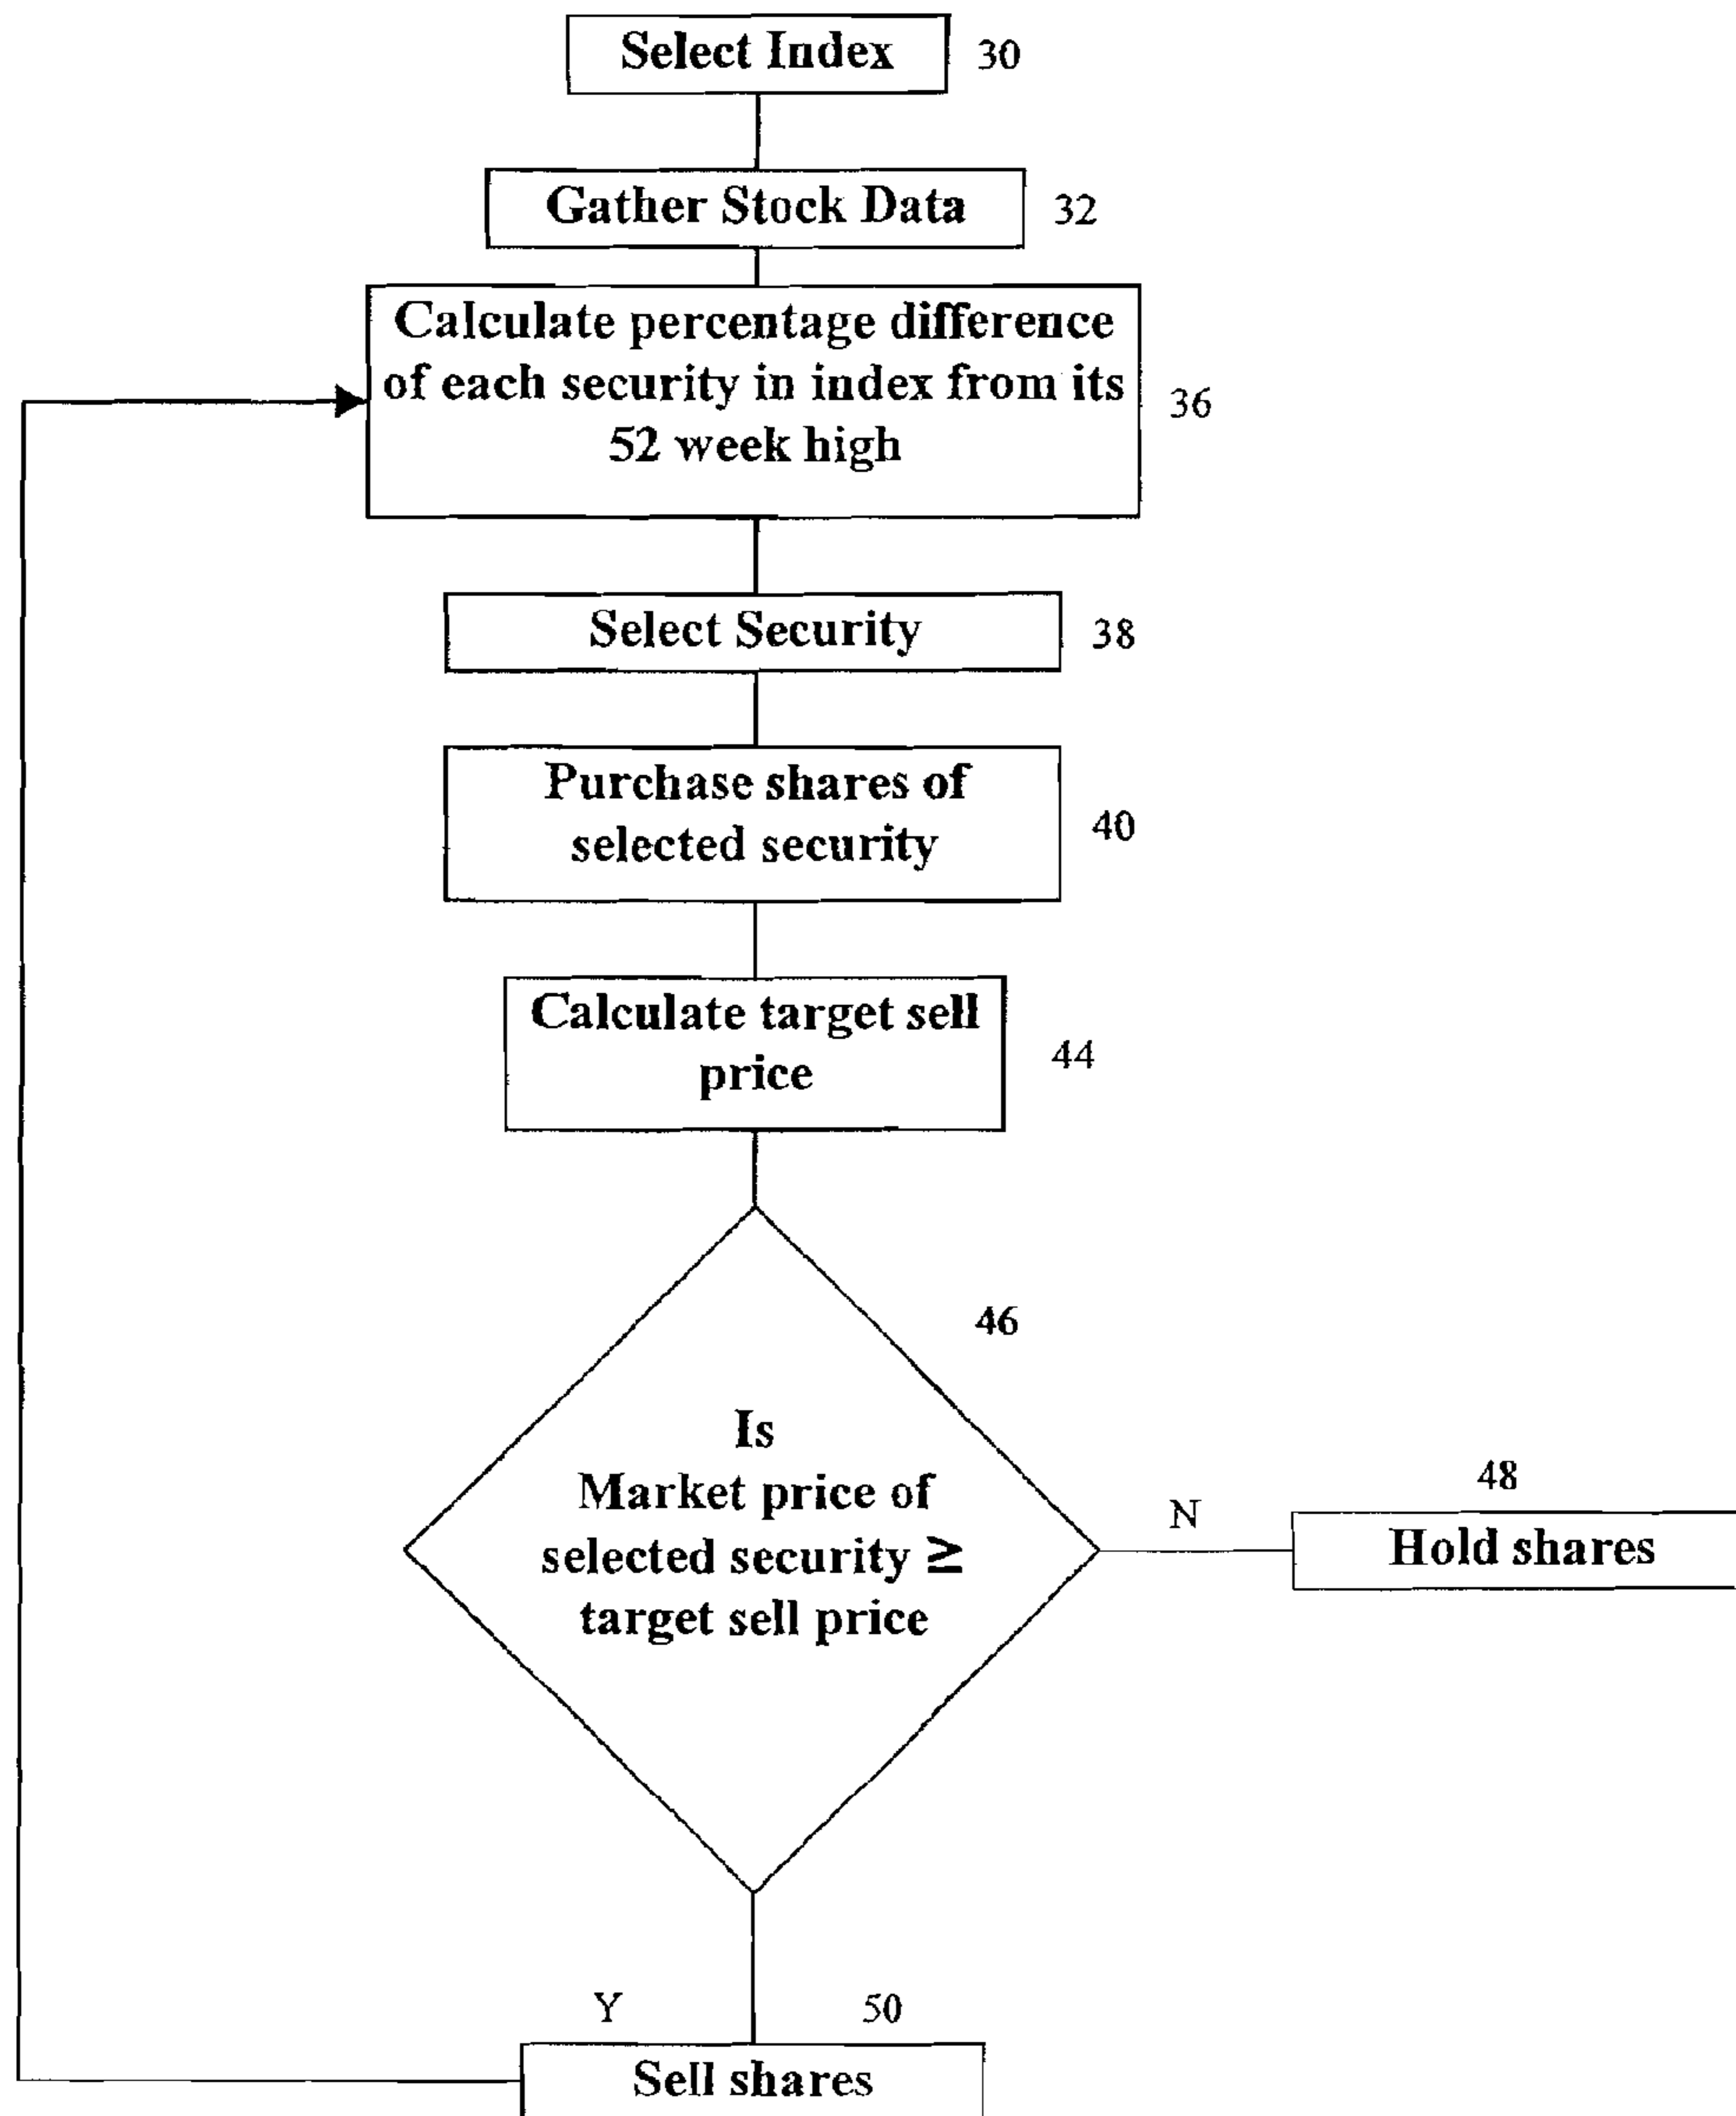 Select Index
30
Gather Stock Data
32
Calculate percentage difference
of each security in index from its
52 week high
36
Select Security
38
Purchase shares of
selected security
40
Calculate target sell
price
44
46
Is
Market price of
selected security ≥
target sell price
N
48
Hold shares
Y
50
Sell shares